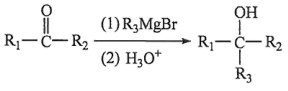 O
R₁—C—R₂
(1) R₃MgBr
(2) H₃O⁺
OH
R₁—C—R₂
R₃